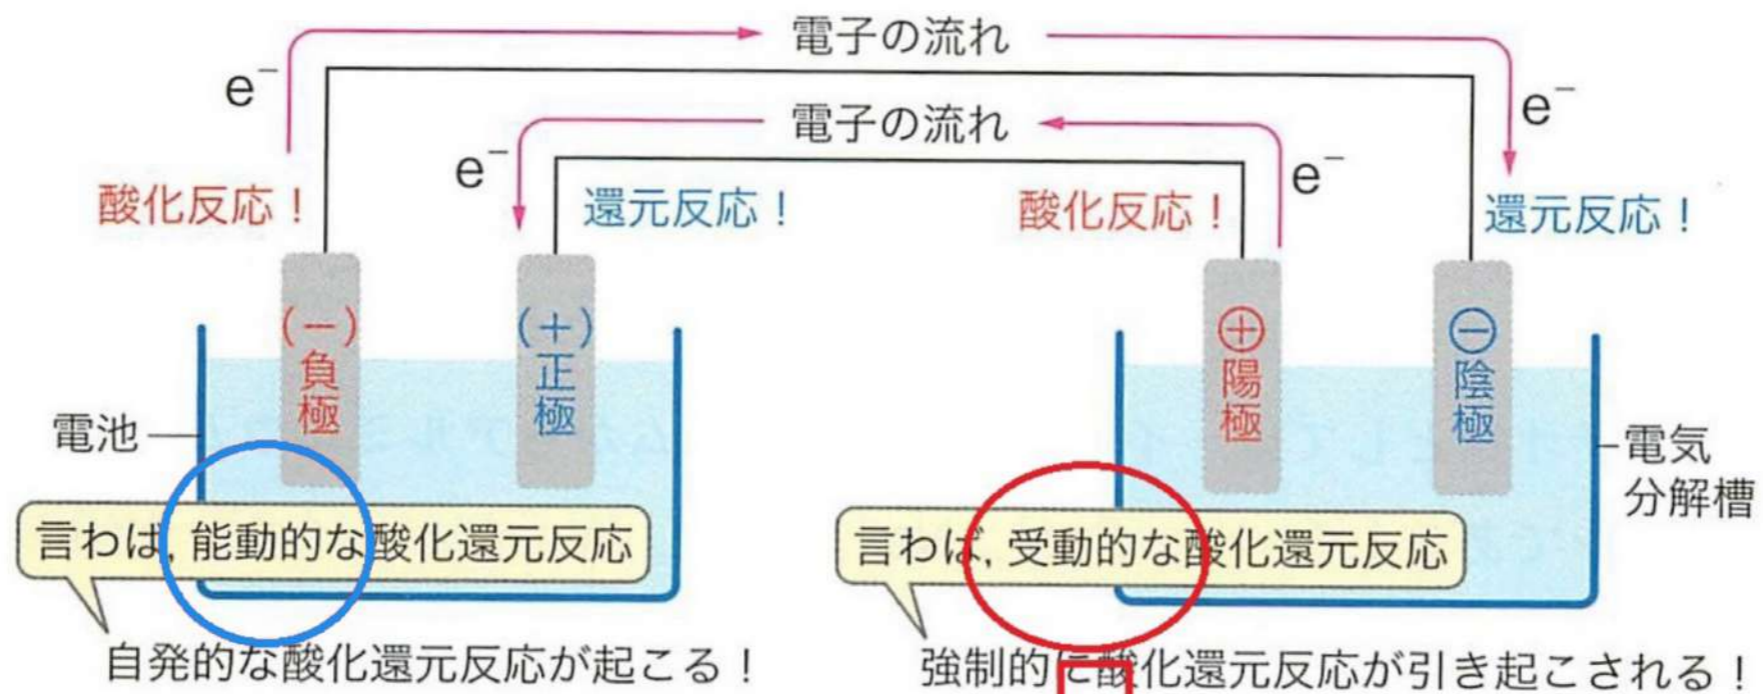 電子の流れ
e⁻
e⁻
電子の流れ
e⁻
e⁻
酸化反応！
還元反応！
酸化反応！
還元反応！
(－)
負極
(＋)
正極
⊕
陽極
⊖
陰極
電池
電気
分解槽
言わば, 能動的な酸化還元反応
言わば, 受動的な酸化還元反応
自発的な酸化還元反応が起こる！
強制的に酸化還元反応が引き起こされる！